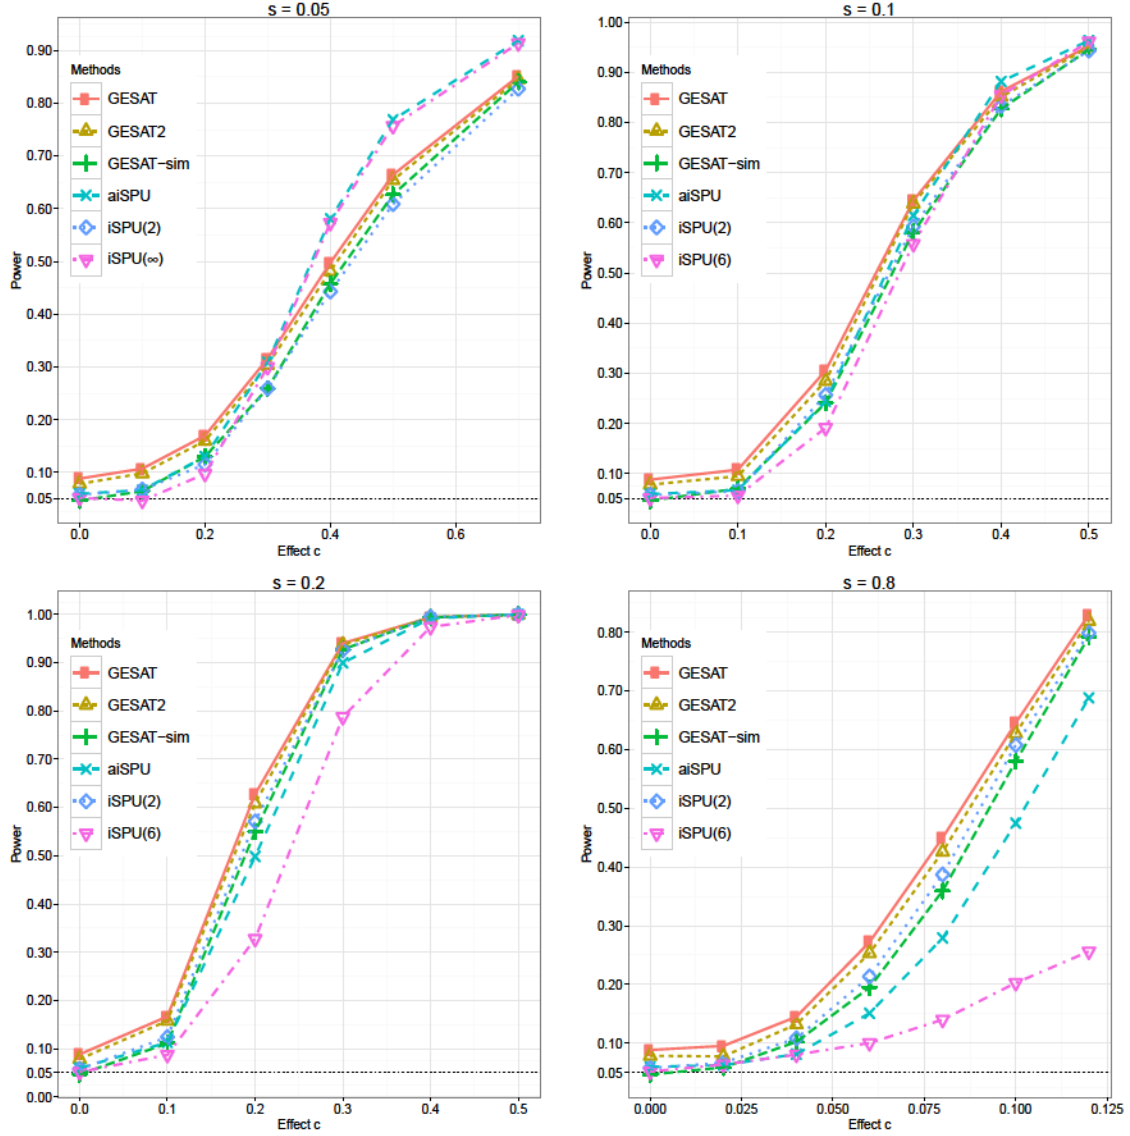 s = 0.05
0.90
0.80
0.70
0.60
0.50
0.40
0.30
0.20
0.10
0.05
Power
Methods
GESAT
GESAT2
GESAT-sim
aiSPU
iSPU(2)
iSPU(∞)
0.0
0.2
0.4
0.6
Effect c
s = 0.1
1.00
0.90
0.80
0.70
0.60
0.50
0.40
0.30
0.20
0.10
0.05
Power
Methods
GESAT
GESAT2
GESAT-sim
aiSPU
iSPU(2)
iSPU(6)
0.0
0.1
0.2
0.3
0.4
0.5
Effect c
s = 0.2
1.00
0.90
0.80
0.70
0.60
0.50
0.40
0.30
0.20
0.10
0.05
0.00
Power
Methods
GESAT
GESAT2
GESAT-sim
aiSPU
iSPU(2)
iSPU(6)
0.0
0.1
0.2
0.3
0.4
0.5
Effect c
s = 0.8
0.80
0.70
0.60
0.50
0.40
0.30
0.20
0.10
0.05
Power
Methods
GESAT
GESAT2
GESAT-sim
aiSPU
iSPU(2)
iSPU(6)
0.000
0.025
0.050
0.075
0.100
0.125
Effect c